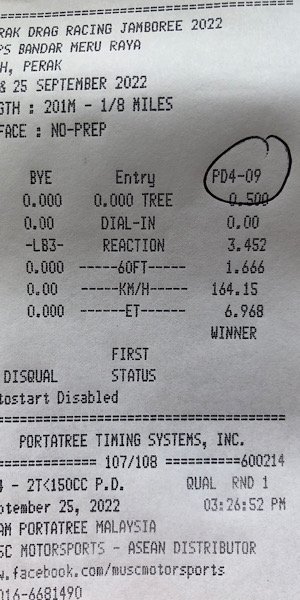 RAK DRAG RACING JAMBOREE 2022
PS BANDAR MERU RAYA
H, PERAK
& 25 SEPTEMBER 2022
GTH : 201M - 1/8 MILES
FACE : NO-PREP
================================
BYE Entry PD4-09
0.000 0.000 TREE 0.500
0.00 DIAL-IN 0.00
-LB3- REACTION 3.452
0.000 -----60FT----- 1.666
0.00 -----KM/H----- 164.15
0.000 ------ET------ 6.968
WINNER
FIRST
DISQUAL STATUS
tostart Disabled
================================
PORTATREE TIMING SYSTEMS, INC.
============ 107/108 =========600214
4 - 2T<150CC P.D. QUAL RND 1
ptember 25, 2022 03:26:52 PM
AM PORTATREE MALAYSIA
SC MOTORSPORTS - ASEAN DISTRIBUTOR
w.facebook.com/muscmotorsports
016-6681490